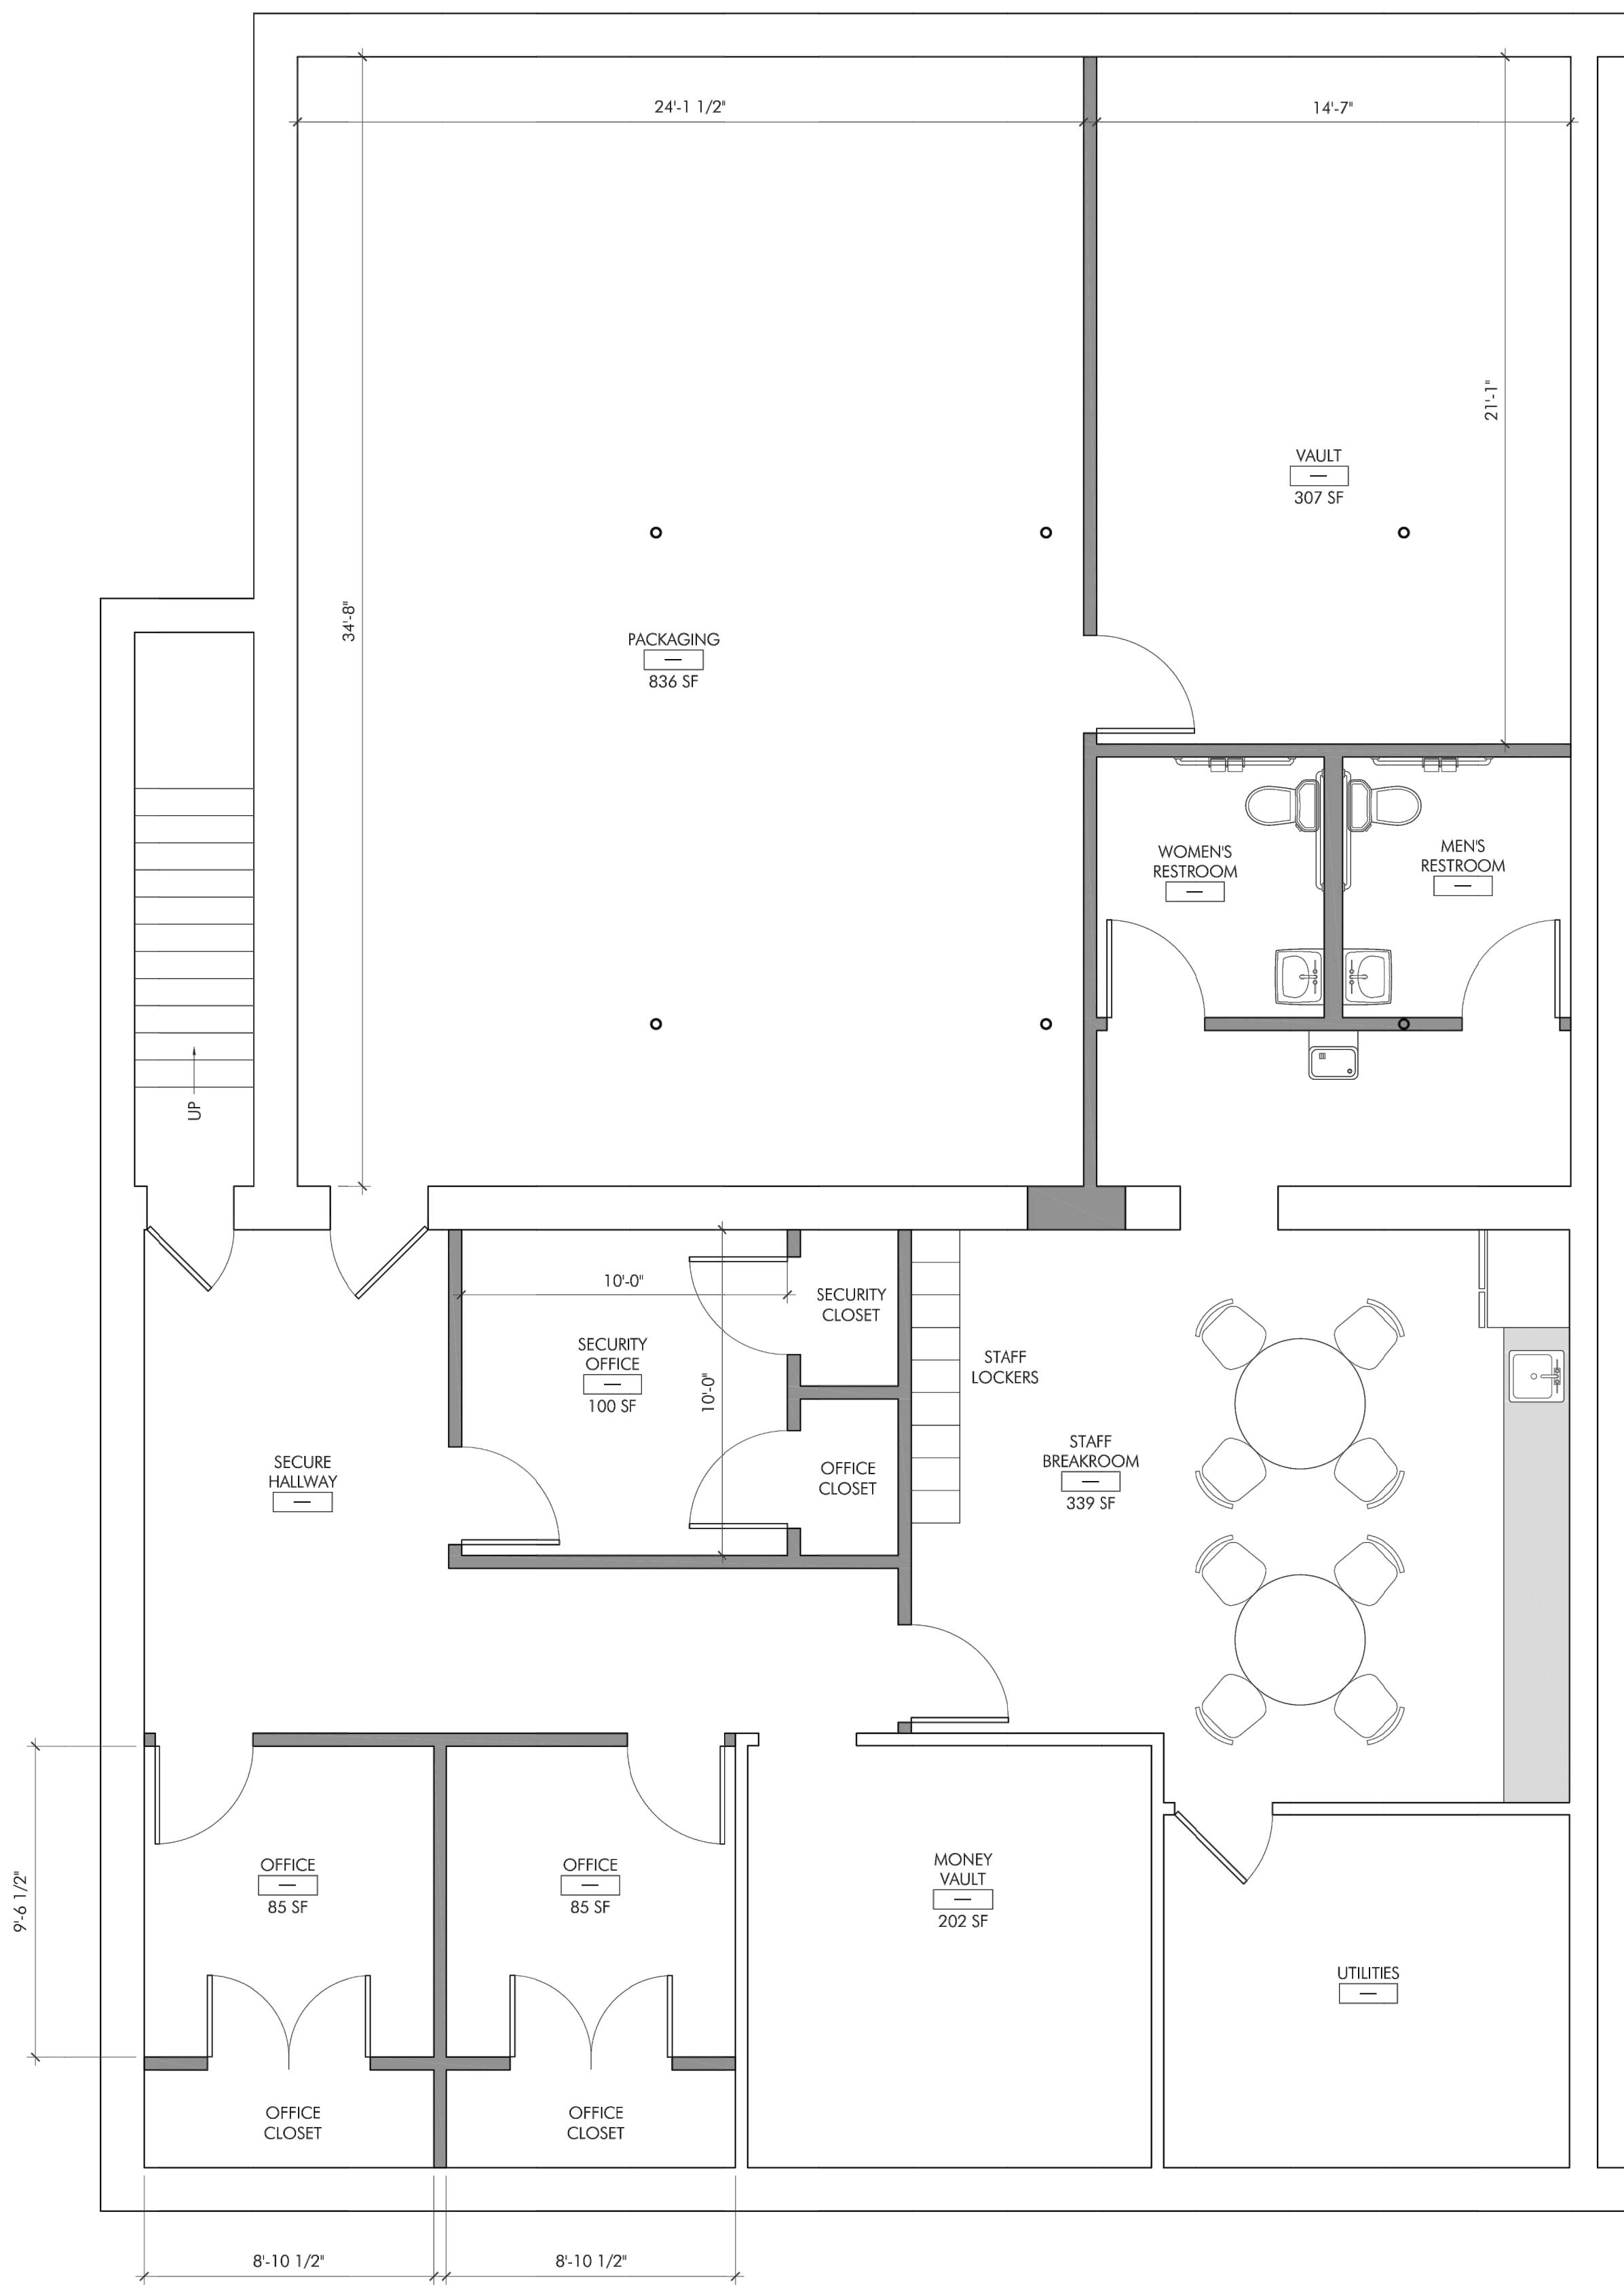 24'-1 1/2"
14'-7"
21'-1"
VAULT
307 SF
34'-8"
PACKAGING
836 SF
WOMEN'S
RESTROOM
MEN'S
RESTROOM
UP
10'-0"
SECURITY
CLOSET
SECURITY
OFFICE
100 SF
10'-0"
STAFF
LOCKERS
SECURE
HALLWAY
OFFICE
CLOSET
STAFF
BREAKROOM
339 SF
9'-6 1/2"
OFFICE
85 SF
OFFICE
85 SF
MONEY
VAULT
202 SF
UTILITIES
OFFICE
CLOSET
OFFICE
CLOSET
8'-10 1/2"
8'-10 1/2"